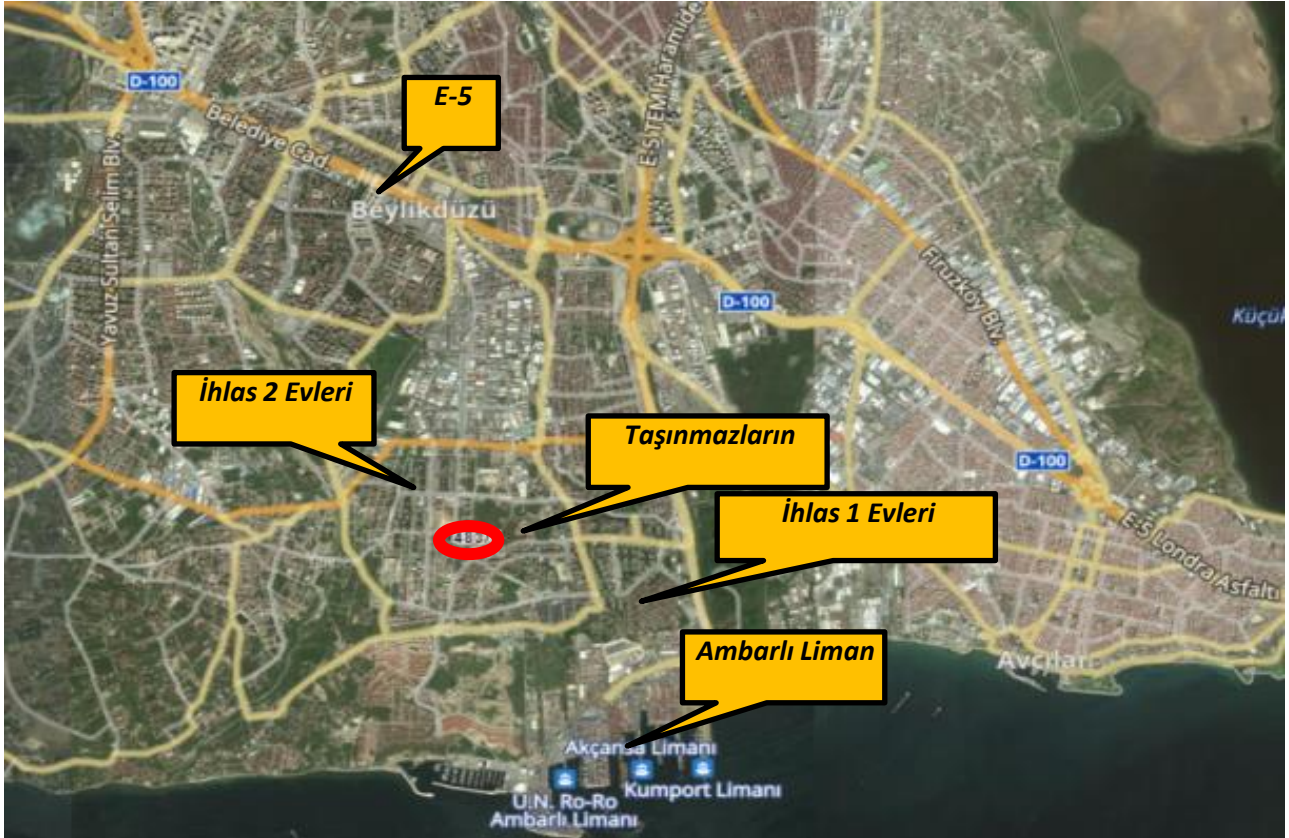 D-100
E-5
Belediye Cad.
Beylikdüzü
Yavuz Sultan Selim Blv.
E-5-TEM Haramide
Firuzköy Blv.
D-100
Küçük
İhlas 2 Evleri
Taşınmazların
D-100
İhlas 1 Evleri
E-5 Londra Asfaltı
Ambarlı Liman
Avcılar
Akçansa Limanı
Kumport Limanı
U.N. Ro-Ro
Ambarlı Limanı